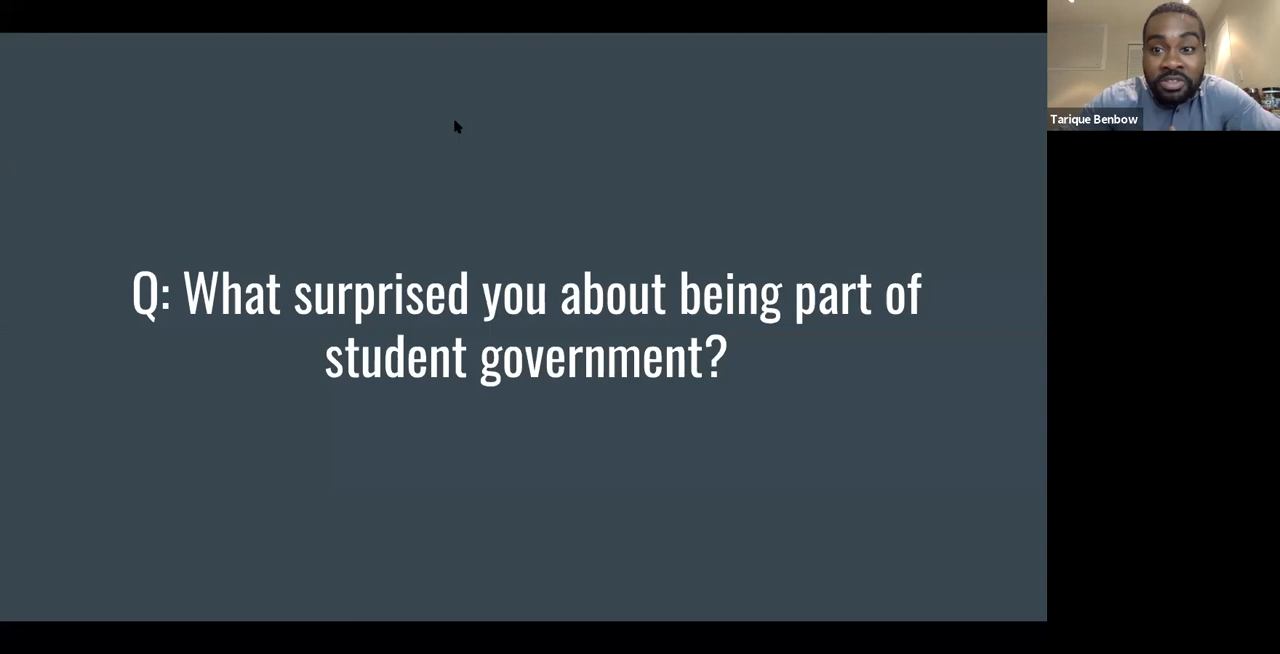 Q: What surprised you about being part of
student government?
Tarique Benbow